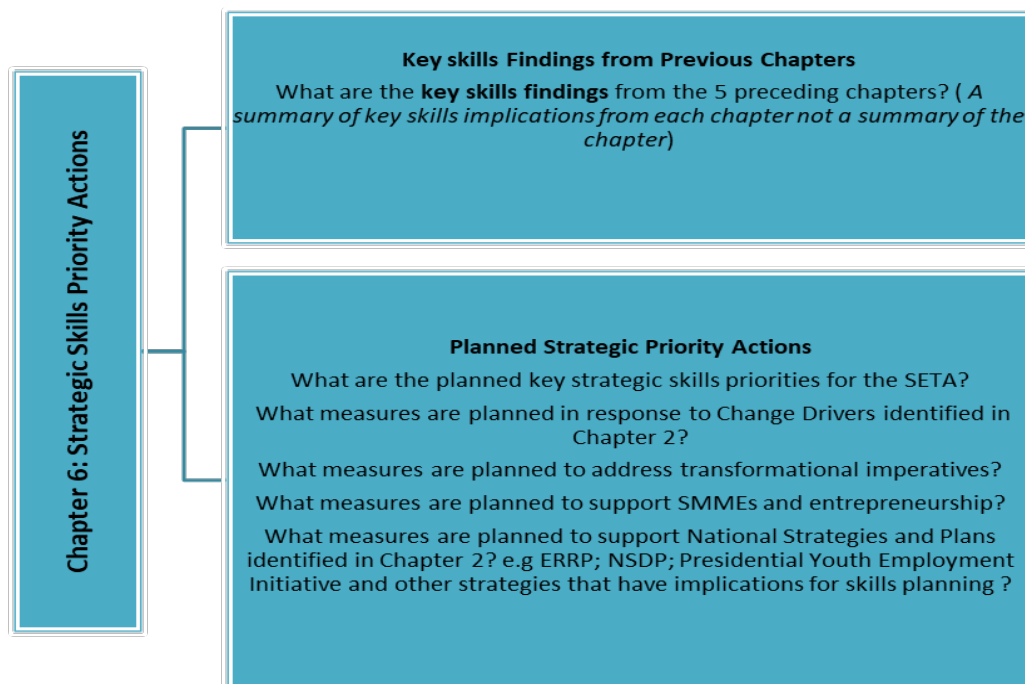 Chapter 6: Strategic Skills Priority Actions
Key skills Findings from Previous Chapters
What are the key skills findings from the 5 preceding chapters? ( A
summary of key skills implications from each chapter not a summary of the
chapter)
Planned Strategic Priority Actions
What are the planned key strategic skills priorities for the SETA?
What measures are planned in response to Change Drivers identified in
Chapter 2?
What measures are planned to address transformational imperatives?
What measures are planned to support SMMEs and entrepreneurship?
What measures are planned to support National Strategies and Plans
identified in Chapter 2? e.g ERRP; NSDP; Presidential Youth Employment
Initiative and other strategies that have implications for skills planning ?